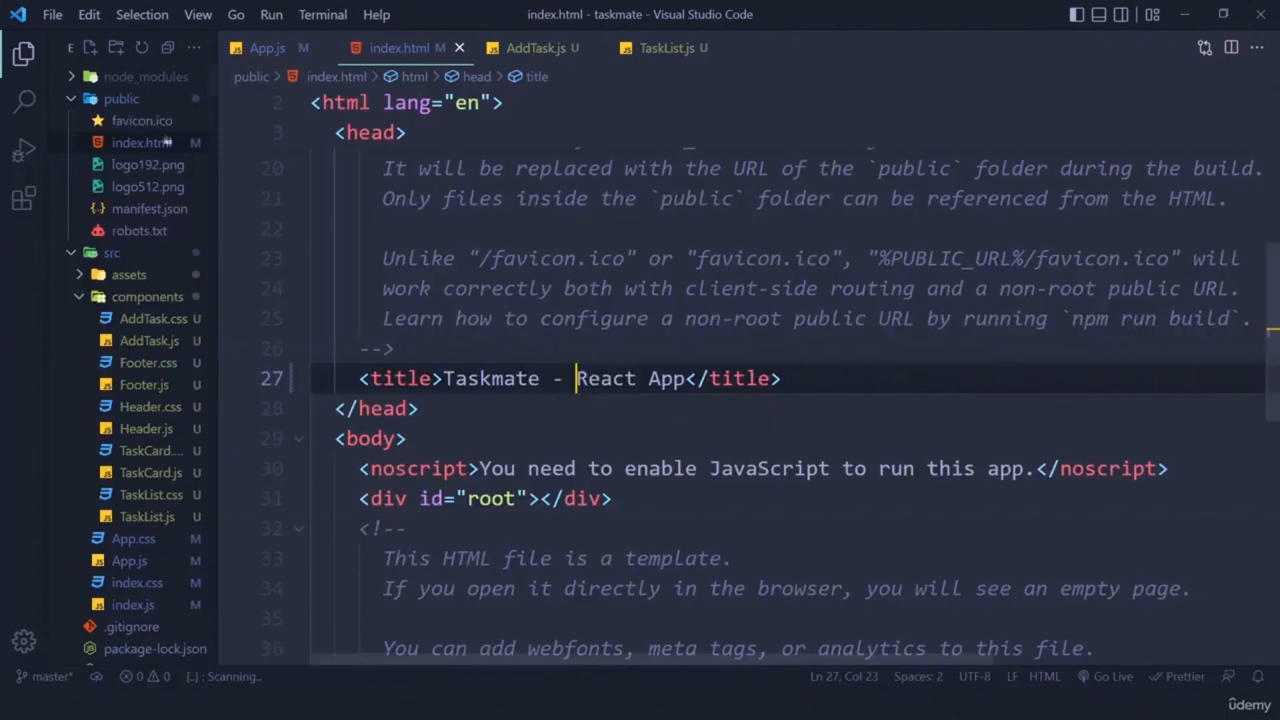 File Edit Selection View Go Run Terminal Help
index.html - taskmate - Visual Studio Code
E
node_modules
public
favicon.ico
index.html M
logo192.png
logo512.png
manifest.json
robots.txt
src
assets
components
AddTask.css U
AddTask.js U
Footer.css U
Footer.js U
Header.css U
Header.js U
TaskCard.... U
TaskCard.js U
TaskList.css U
TaskList.js U
App.css M
App.js M
index.css M
index.js M
.gitignore
package-lock.json
App.js M index.html M AddTask.js U TaskList.js U
public > index.html > html > head > title
2 <html lang="en">
3 <head>
20 It will be replaced with the URL of the `public` folder during the build.
21 Only files inside the `public` folder can be referenced from the HTML.
22
23 Unlike "/favicon.ico" or "favicon.ico", "%PUBLIC_URL%/favicon.ico" will
24 work correctly both with client-side routing and a non-root public URL.
25 Learn how to configure a non-root public URL by running `npm run build`.
26 -->
27 <title>Taskmate - React App</title>
28 </head>
29 <body>
30 <noscript>You need to enable JavaScript to run this app.</noscript>
31 <div id="root"></div>
32 <!--
33 This HTML file is a template.
34 If you open it directly in the browser, you will see an empty page.
35
36 You can add webfonts, meta tags, or analytics to this file.
master* 0 0 {..} : Scanning.. Ln 27, Col 23 Spaces: 2 UTF-8 LF HTML Go Live Prettier
ûdemy